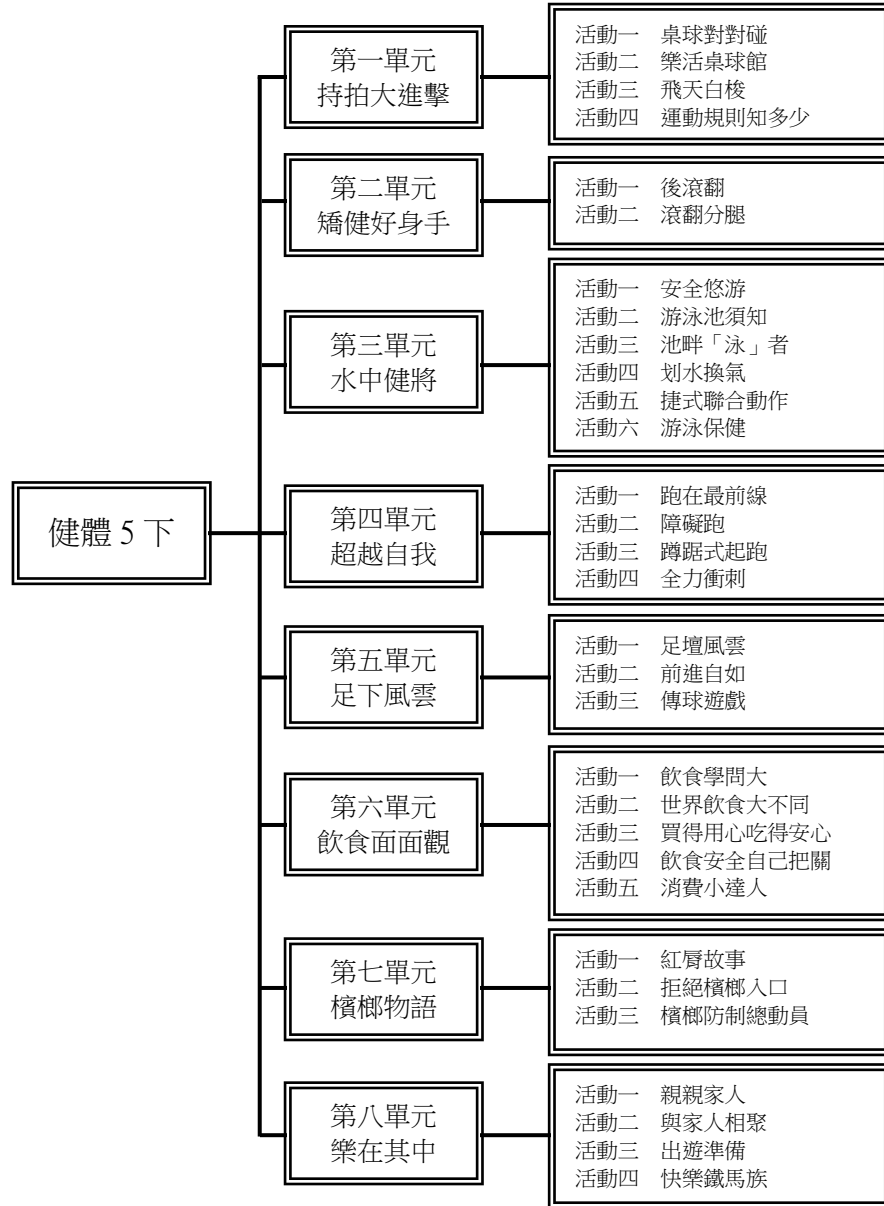 健體 5 下
第一單元
持拍大進擊
活動一　桌球對對碰
活動二　樂活桌球館
活動三　飛天白梭
活動四　運動規則知多少
第二單元
矯健好身手
活動一　後滾翻
活動二　滾翻分腿
第三單元
水中健將
活動一　安全悠游
活動二　游泳池須知
活動三　池畔「泳」者
活動四　划水換氣
活動五　捷式聯合動作
活動六　游泳保健
第四單元
超越自我
活動一　跑在最前線
活動二　障礙跑
活動三　蹲踞式起跑
活動四　全力衝刺
第五單元
足下風雲
活動一　足壇風雲
活動二　前進自如
活動三　傳球遊戲
第六單元
飲食面面觀
活動一　飲食學問大
活動二　世界飲食大不同
活動三　買得用心吃得安心
活動四　飲食安全自己把關
活動五　消費小達人
第七單元
檳榔物語
活動一　紅脣故事
活動二　拒絕檳榔入口
活動三　檳榔防制總動員
第八單元
樂在其中
活動一　親親家人
活動二　與家人相聚
活動三　出遊準備
活動四　快樂鐵馬族